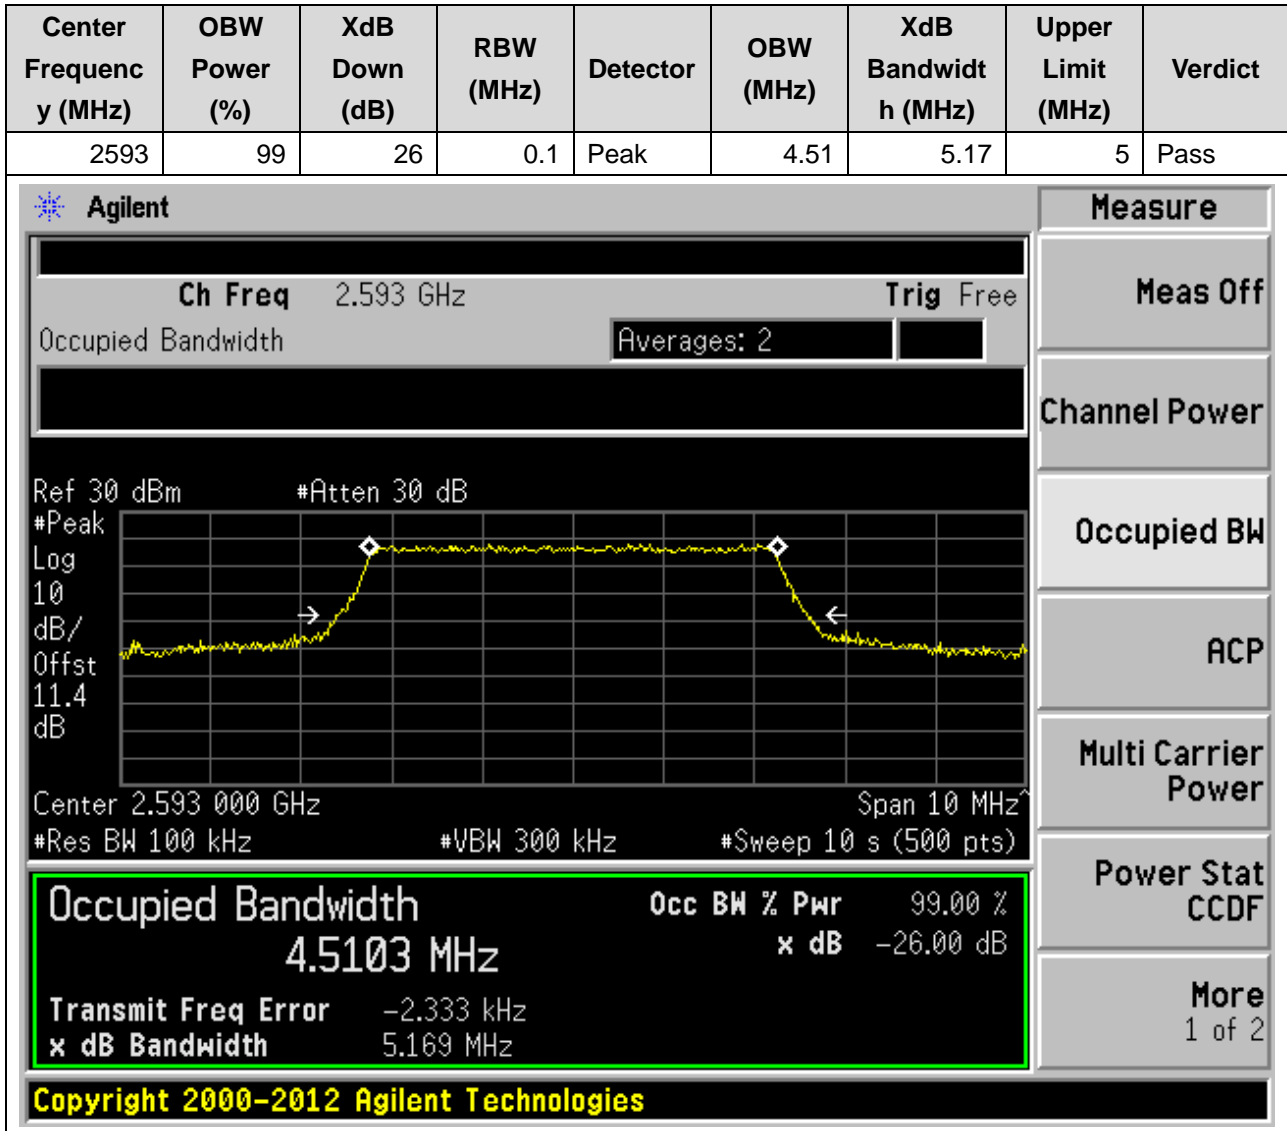 Center Frequency (MHz) OBW Power (%) XdB Down (dB) RBW (MHz) Detector OBW (MHz) XdB Bandwidth (MHz) Upper Limit (MHz) Verdict
2593 99 26 0.1 Peak 4.51 5.17 5 Pass
Agilent
Measure
Ch Freq 2.593 GHz Trig Free
Meas Off
Occupied Bandwidth Averages: 2
Channel Power
Ref 30 dBm #Atten 30 dB
#Peak
Log
10
dB/
Offst
11.4
dB
Occupied BW
ACP
Multi Carrier
Power
Center 2.593 000 GHz Span 10 MHz^
#Res BW 100 kHz #VBW 300 kHz #Sweep 10 s (500 pts)
Power Stat
CCDF
Occupied Bandwidth Occ BW % Pwr 99.00 %
4.5103 MHz x dB -26.00 dB
Transmit Freq Error -2.333 kHz
x dB Bandwidth 5.169 MHz
More
1 of 2
Copyright 2000-2012 Agilent Technologies